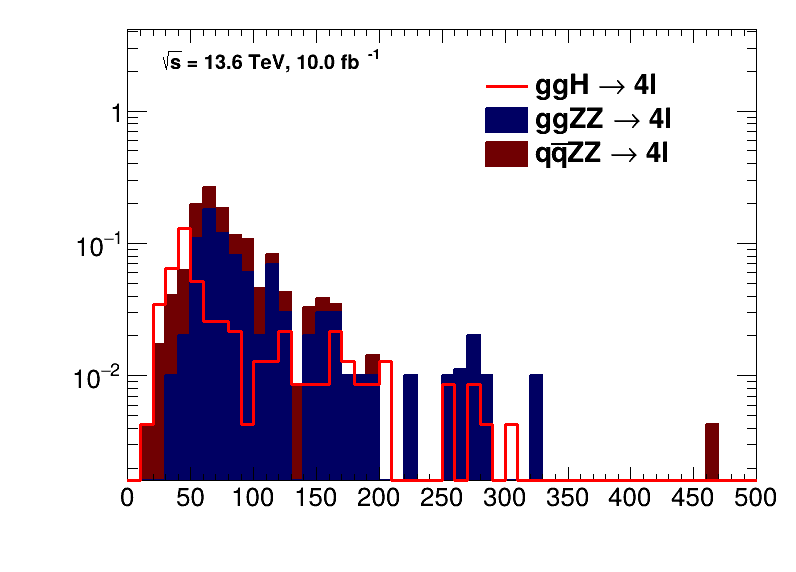 √s = 13.6 TeV, 10.0 fb⁻¹
ggH → 4l
ggZZ → 4l
qq̅ZZ → 4l
1
10⁻¹
10⁻²
0 50 100 150 200 250 300 350 400 450 500